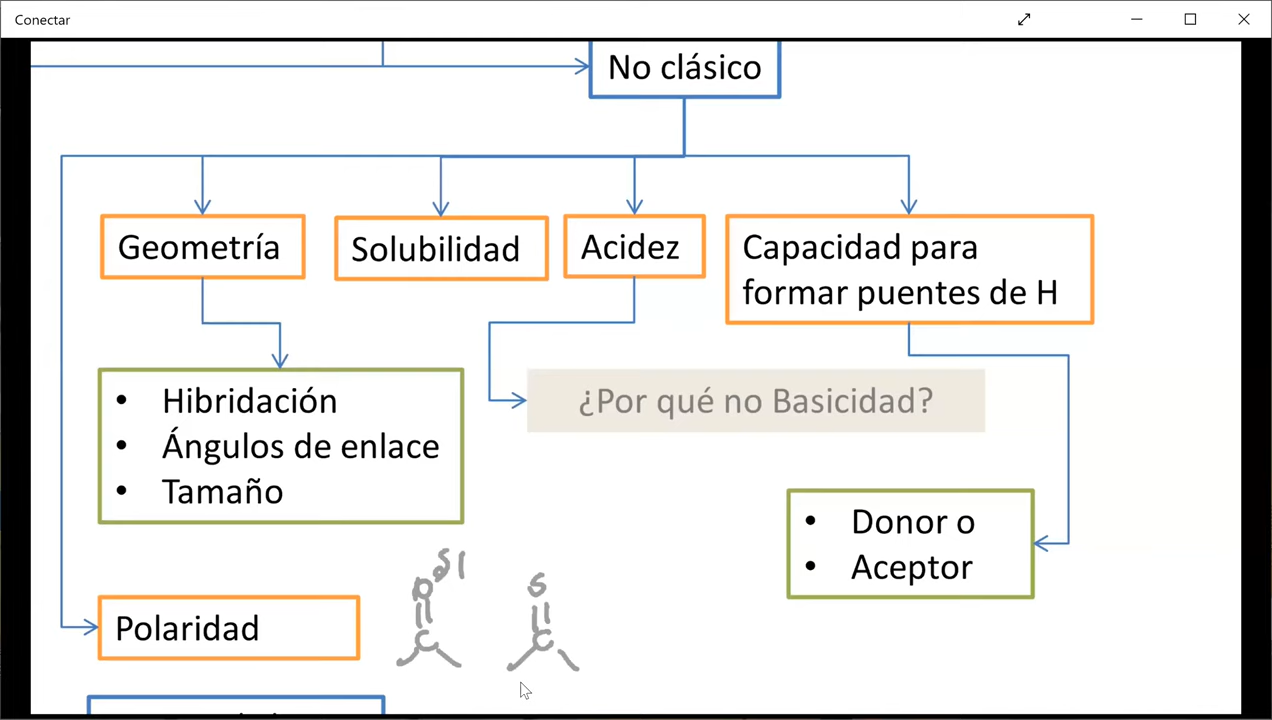 Conectar
No clásico
Geometría
Solubilidad
Acidez
Capacidad para
formar puentes de H
• Hibridación
• Ángulos de enlace
• Tamaño
¿Por qué no Basicidad?
• Donor o
• Aceptor
Polaridad
O
C
S
C